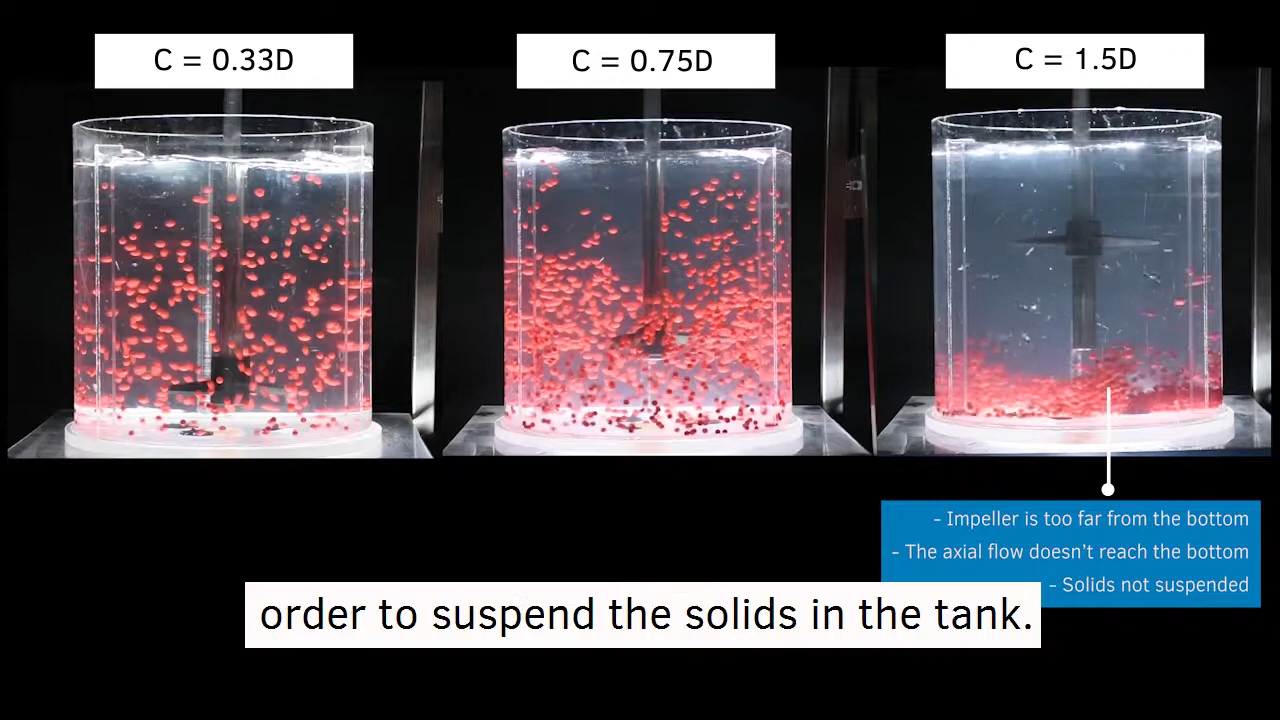 C = 0.33D
C = 0.75D
C = 1.5D
- Impeller is too far from the bottom
- The axial flow doesn't reach the bottom
- Solids not suspended
order to suspend the solids in the tank.